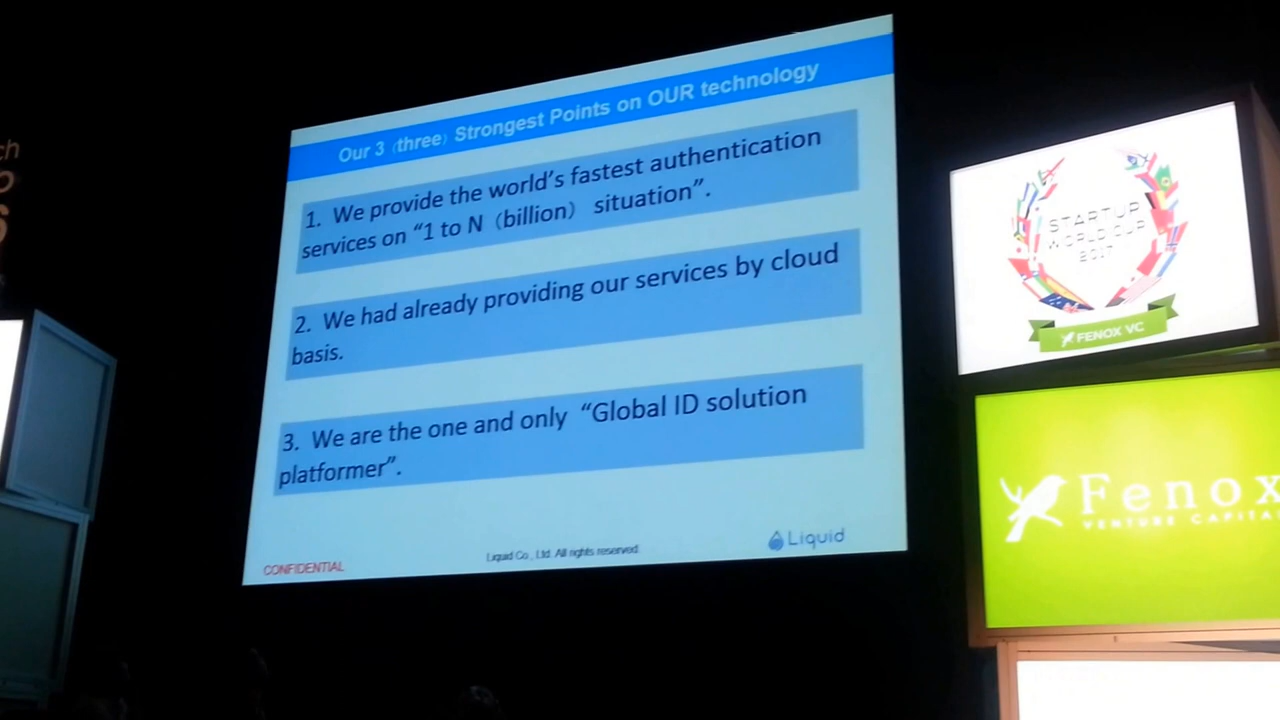 Our 3 (three) Strongest Points on OUR technology
1. We provide the world's fastest authentication
services on "1 to N (billion) situation".
2. We had already providing our services by cloud
basis.
3. We are the one and only "Global ID solution
platformer".
CONFIDENTIAL
Liquid Co., Ltd. All rights reserved.
Liquid
STARTUP
WORLD CUP
2017
FENOX VC
Fenox
VENTURE CAPITA
ch